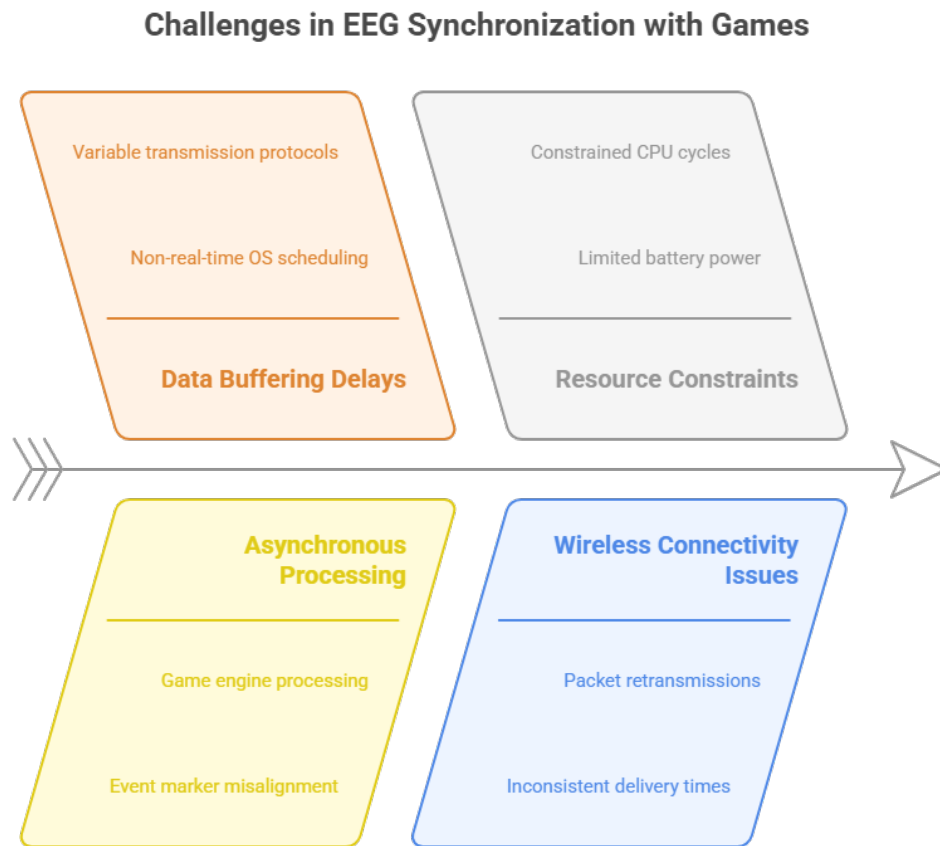 Challenges in EEG Synchronization with Games
Variable transmission protocols
Non-real-time OS scheduling
Data Buffering Delays
Constrained CPU cycles
Limited battery power
Resource Constraints
Asynchronous
Processing
Game engine processing
Event marker misalignment
Wireless Connectivity
Issues
Packet retransmissions
Inconsistent delivery times